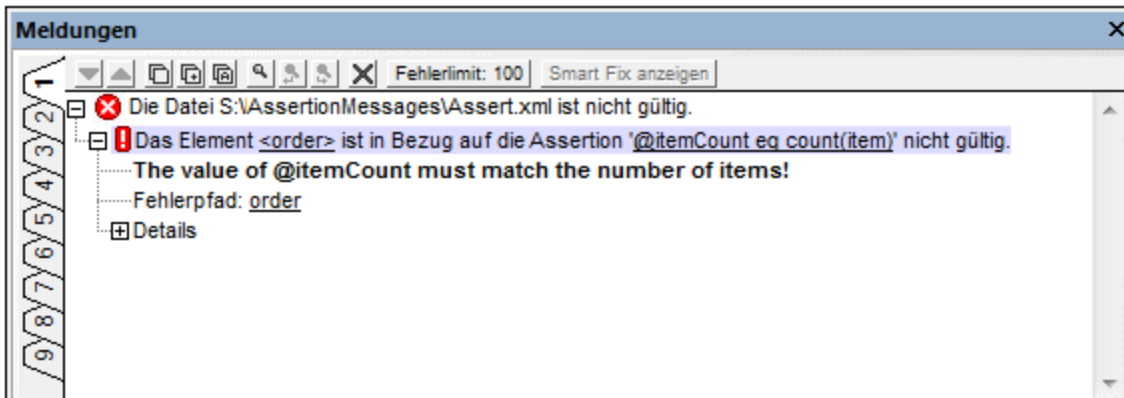 Meldungen
Fehlerlimit: 100 Smart Fix anzeigen
1
2
3
4
5
6
7
8
9
Die Datei S:\AssertionMessages\Assert.xml ist nicht gültig.
Das Element <order> ist in Bezug auf die Assertion '@itemCount eq count(item)' nicht gültig.
The value of @itemCount must match the number of items!
Fehlerpfad: order
Details